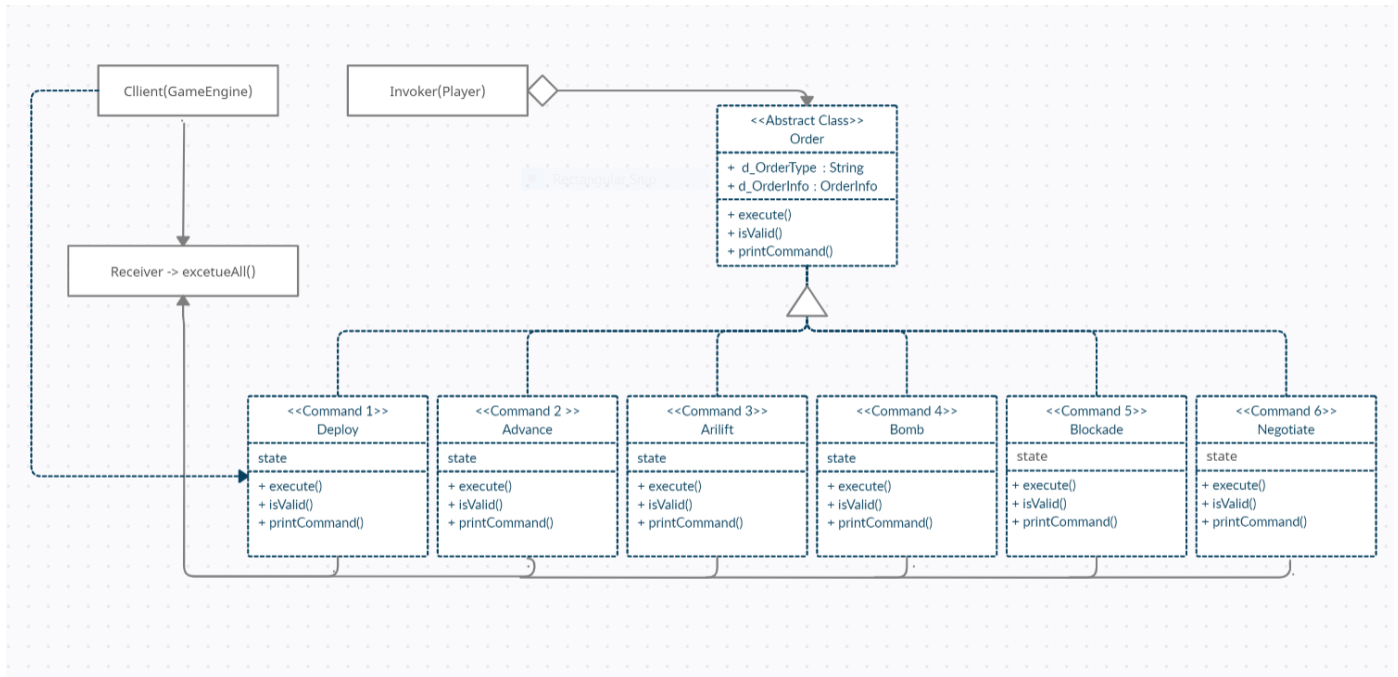 Cllient(GameEngine)
Invoker(Player)
<<Abstract Class>>
Order
+ d_OrderType : String
+ d_OrderInfo : OrderInfo
+ execute()
+ isValid()
+ printCommand()
Rectangular Snip
Receiver -> excetueAll()
<<Command 1>>
Deploy
state
+ execute()
+ isValid()
+ printCommand()
<<Command 2 >>
Advance
state
+ execute()
+ isValid()
+ printCommand()
<<Command 3>>
Arilift
state
+ execute()
+ isValid()
+ printCommand()
<<Command 4>>
Bomb
state
+ execute()
+ isValid()
+ printCommand()
<<Command 5>>
Blockade
state
+ execute()
+ isValid()
+ printCommand()
<<Command 6>>
Negotiate
state
+ execute()
+ isValid()
+ printCommand()